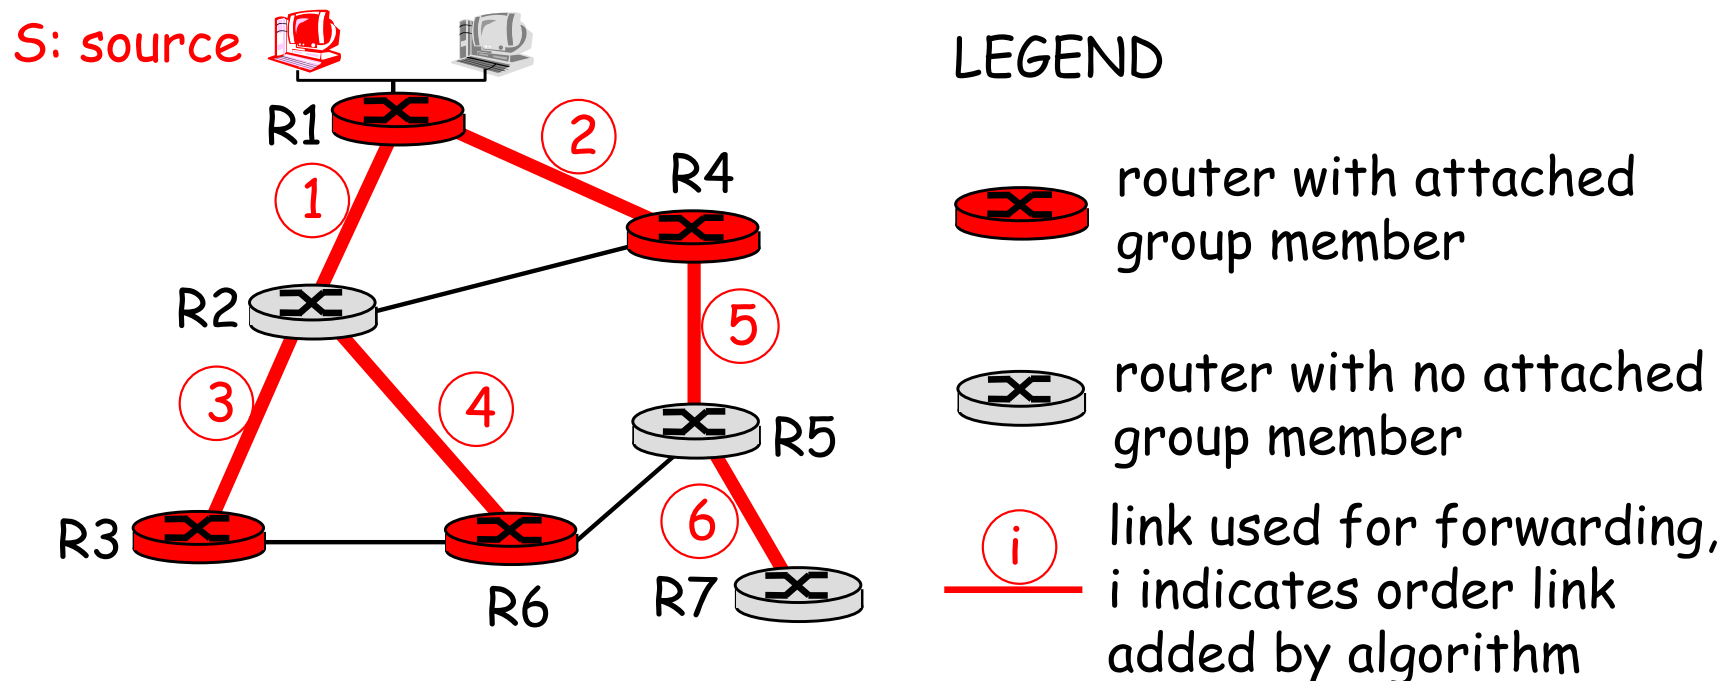 S: source
LEGEND
R1
2
R4
1
router with attached
group member
R2
5
3
4
router with no attached
group member
R5
6
R3
R6
R7
i
link used for forwarding,
i indicates order link
added by algorithm